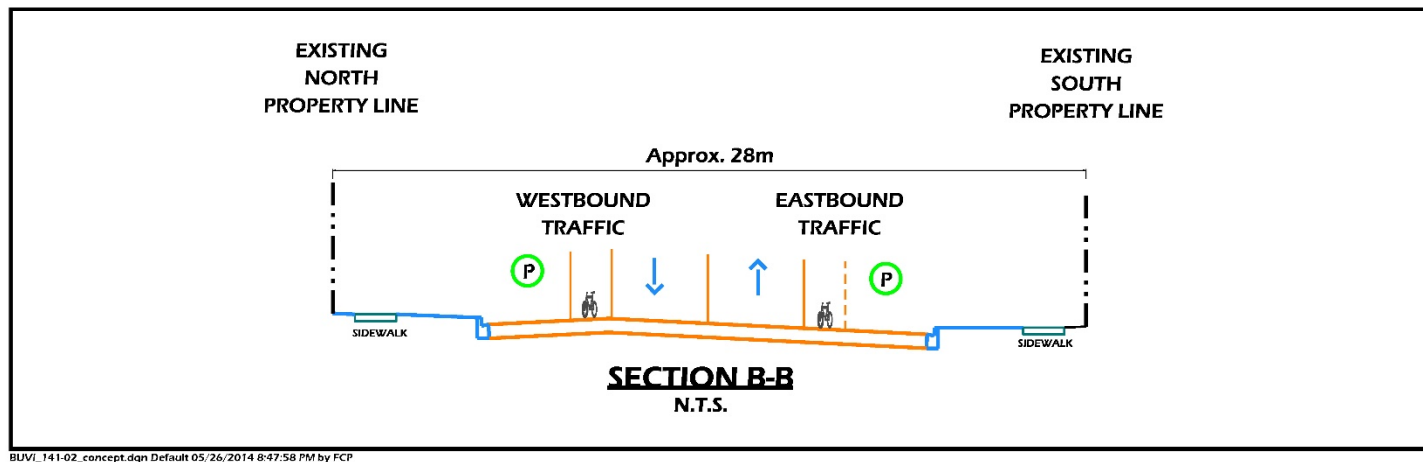 EXISTING
NORTH
PROPERTY LINE
EXISTING
SOUTH
PROPERTY LINE
Approx. 28m
WESTBOUND
TRAFFIC
EASTBOUND
TRAFFIC
P
P
SIDEWALK
SIDEWALK
SECTION B-B
N.T.S.
BUVi_141-02_concept.dgn Default 05/26/2014 8:47:58 PM by FCP